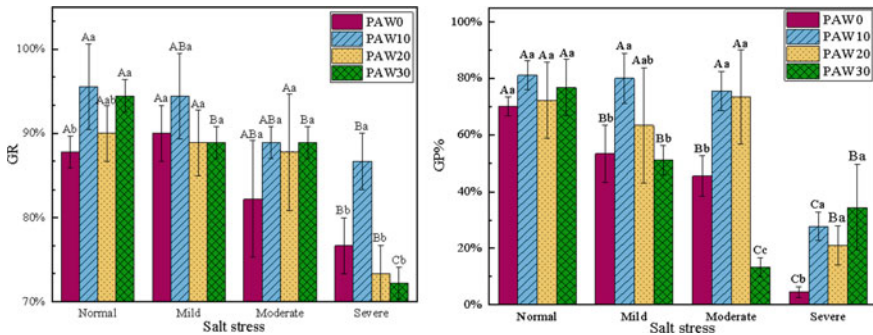 PAW0
PAW10
PAW20
PAW30
100%
90%
80%
70%
GR
Ab Aa Aab Aa
Aa ABa Aa Ba
ABa ABa Aa Ba
Bb Ba Bb Cb
Normal Mild Moderate Severe
Salt stress
PAW0
PAW10
PAW20
PAW30
100%
80%
60%
40%
20%
0%
GP%
Aa Aa Aa Aa
Bb Aa Aab Bb
Bb Aa Aa Cc
Cb Ca Ba Ba
Normal Mild Moderate Severe
Salt stress